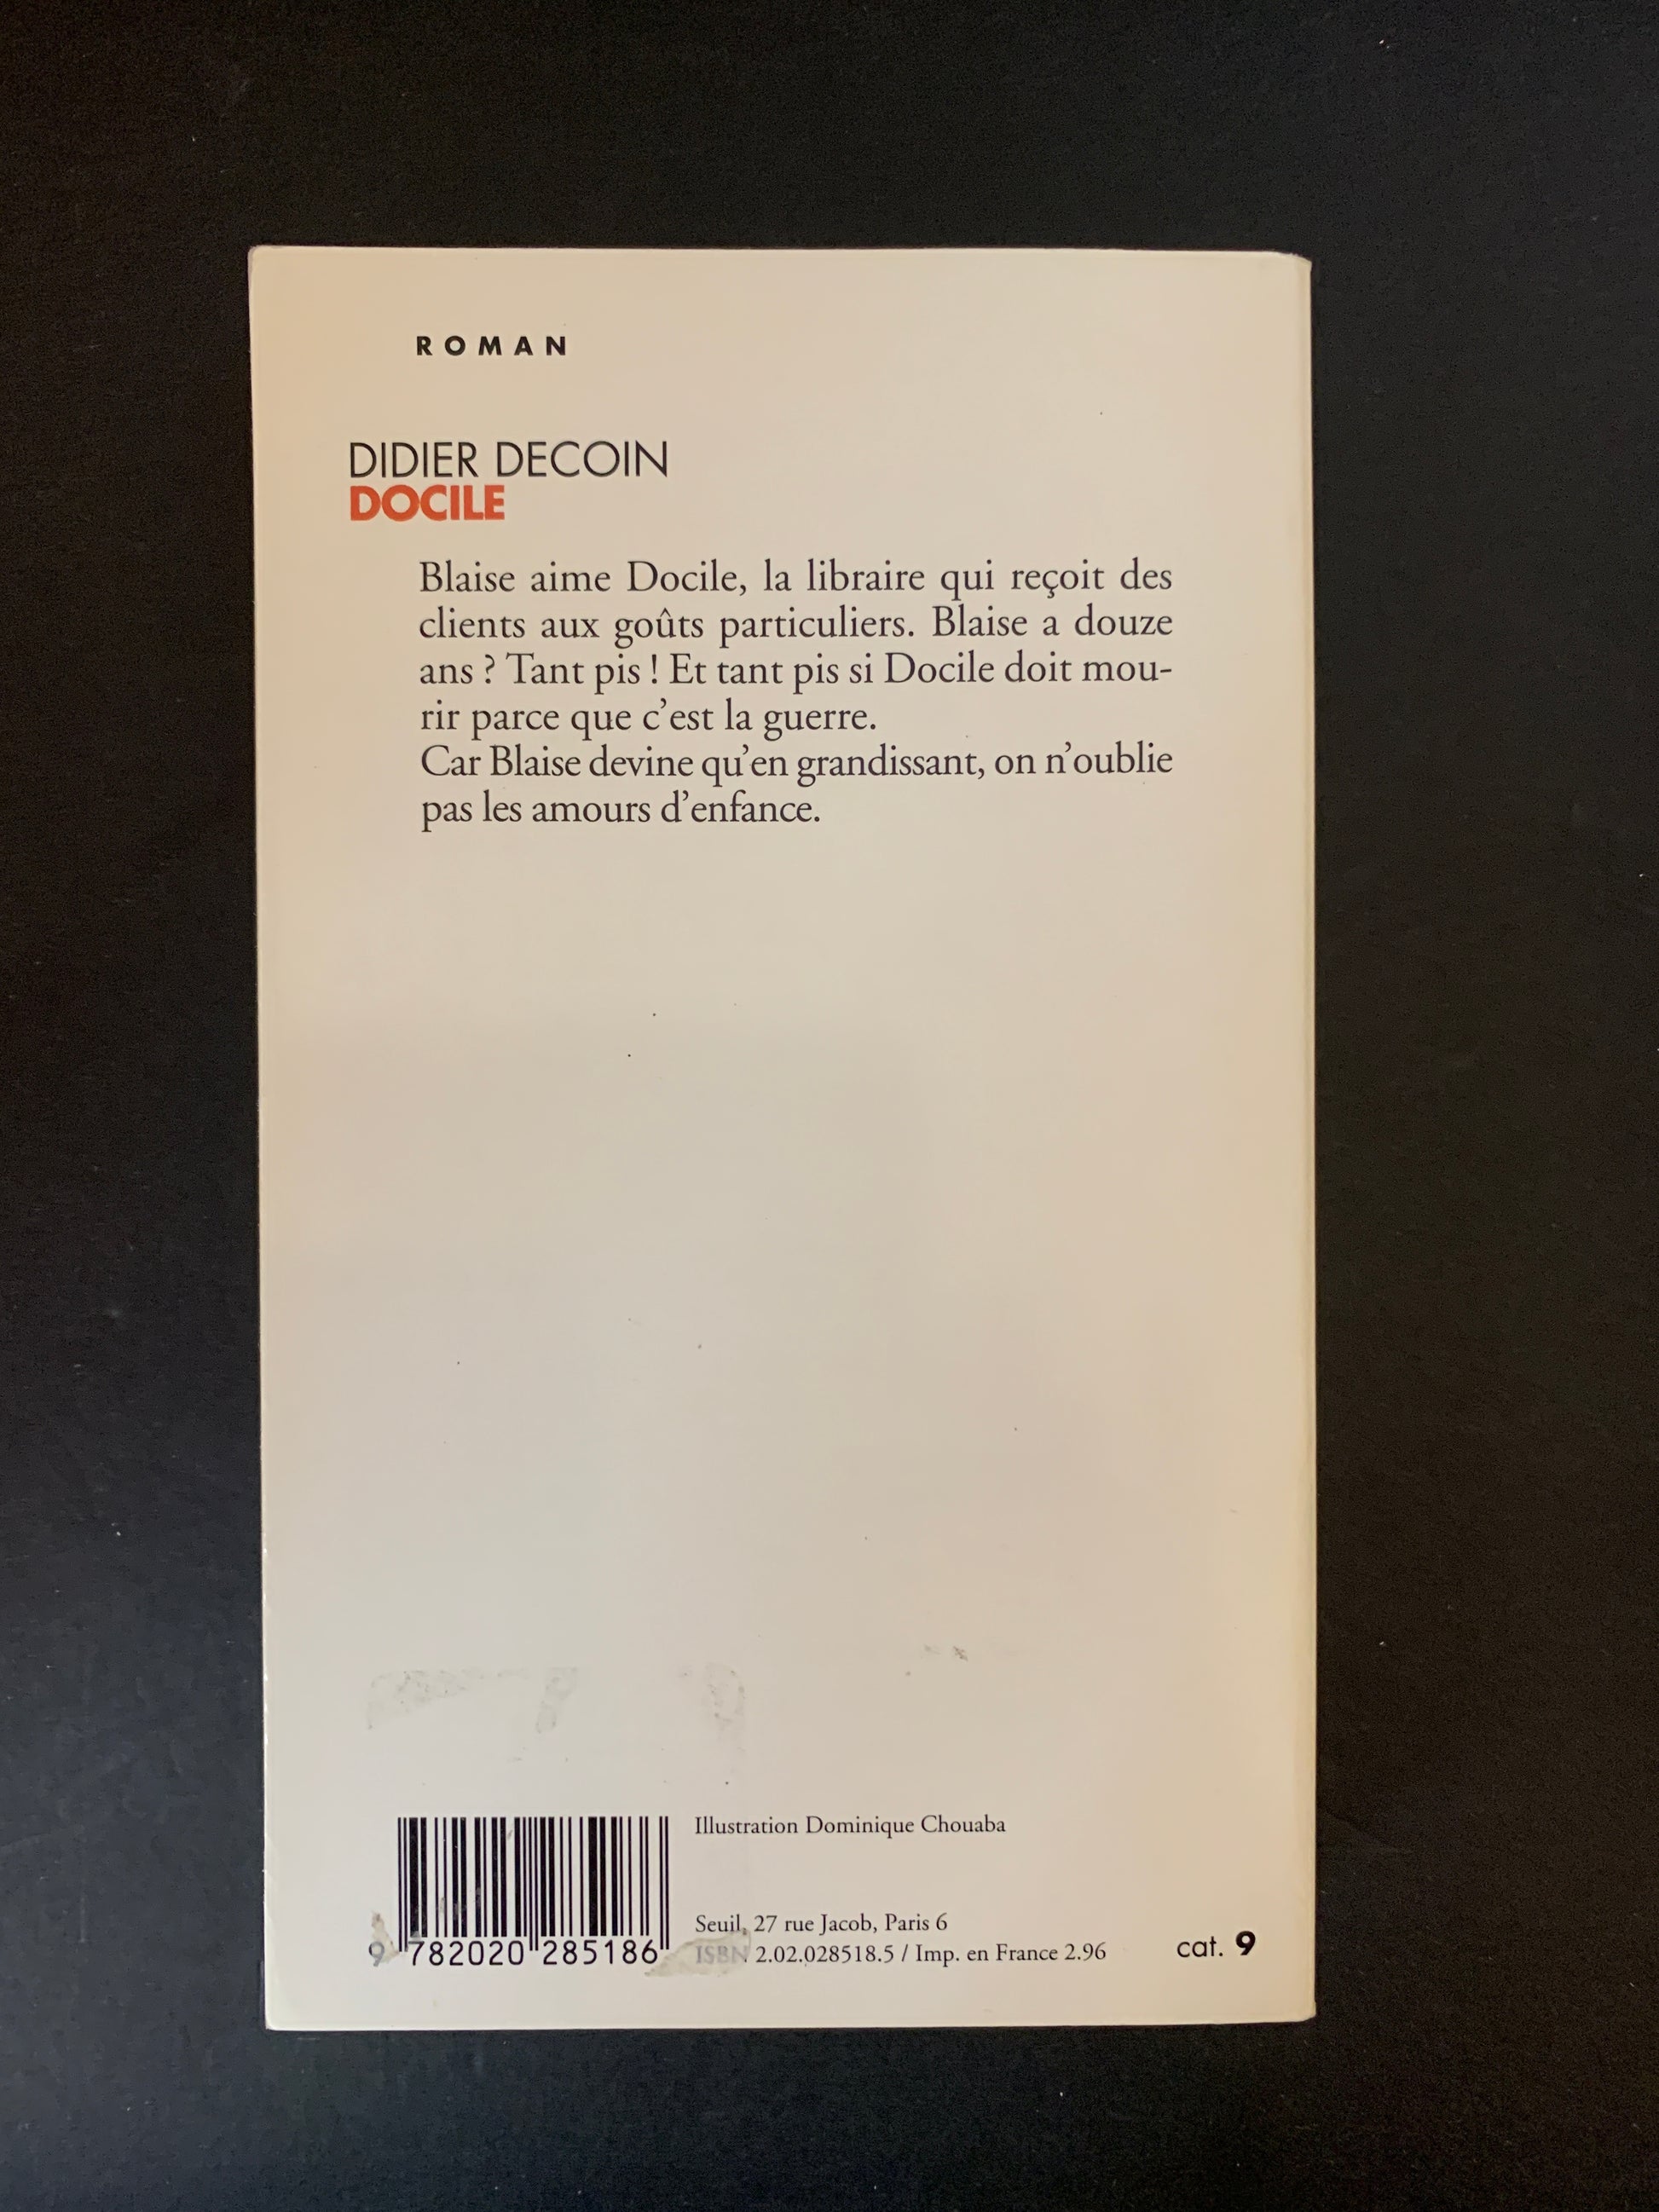 ROMAN
DIDIER DECOIN
DOCILE
Blaise aime Docile, la libraire qui reçoit des
clients aux goûts particuliers. Blaise a douze
ans ? Tant pis ! Et tant pis si Docile doit mou-
rir parce que c’est la guerre.
Car Blaise devine qu’en grandissant, on n’oublie
pas les amours d’enfance.
Illustration Dominique Chouaba
Seuil, 27 rue Jacob, Paris 6
ISBN 2.02.028518.5 / Imp. en France 2.96
cat. 9
9 782020 285186